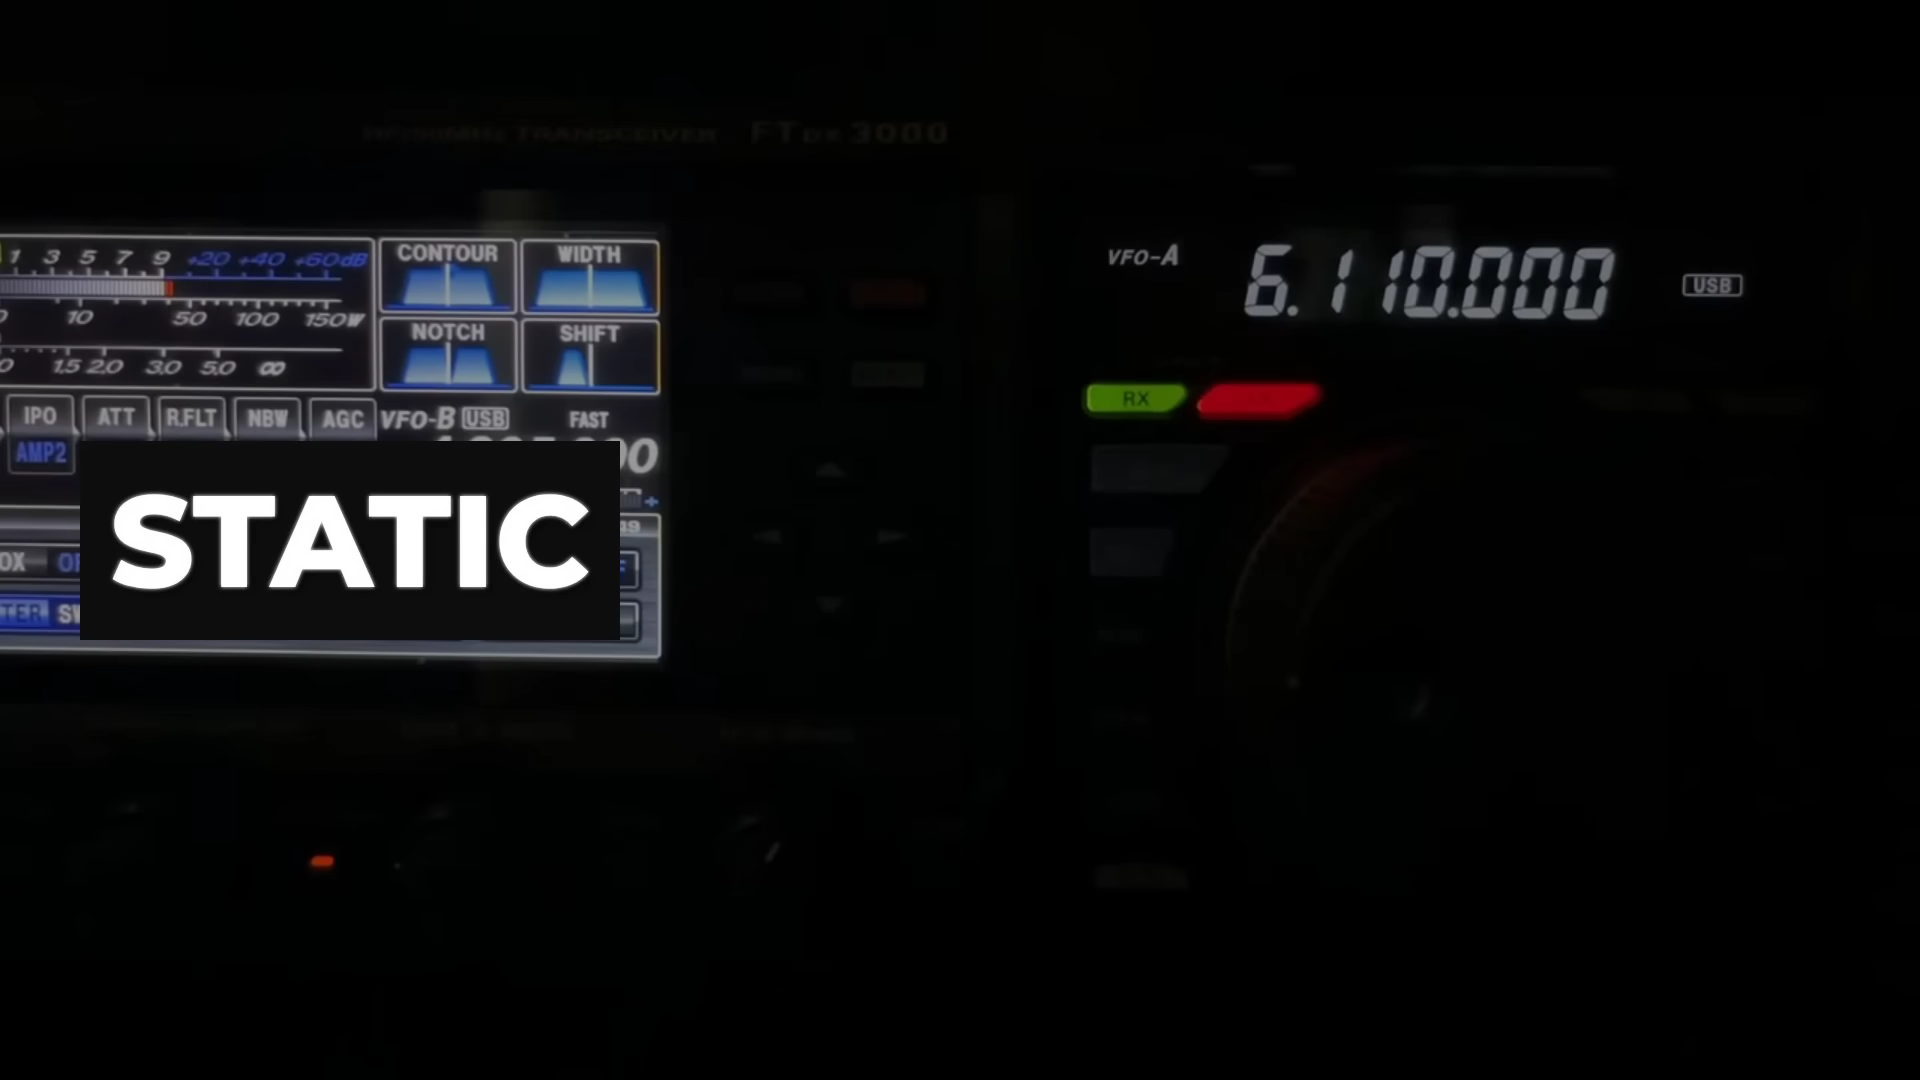 HF/50MHz TRANSCEIVER FTDX3000
1 3 5 7 9 +20 +40 +60dB
CONTOUR WIDTH
VFO-A 6.110.000 USB
10 50 100 150W
NOTCH SHIFT
1.5 2.0 3.0 5.0 ∞
RX
IPO ATT R.FLT NBW AGC VFO-B USB FAST
AMP2
STATIC